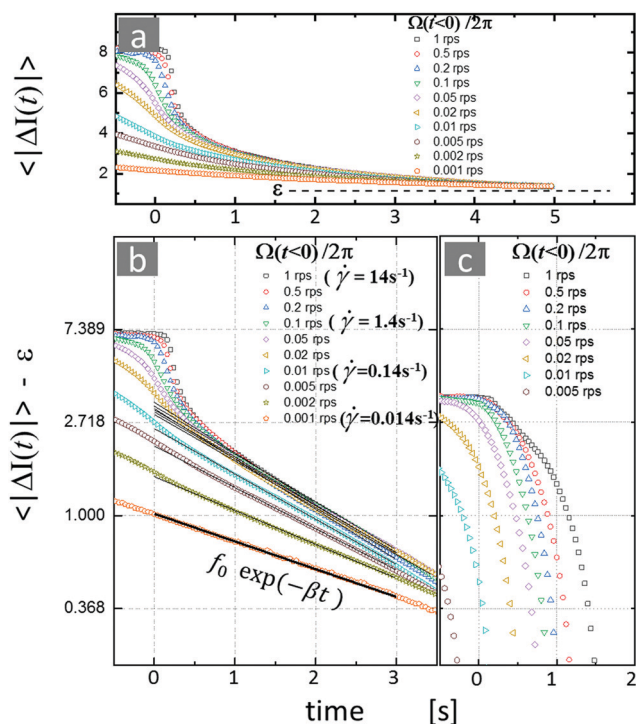 a
Ω(t<0)/2π
1 rps
0.5 rps
0.2 rps
0.1 rps
0.05 rps
0.02 rps
0.01 rps
0.005 rps
0.002 rps
0.001 rps
<|ΔI(t)|>
8
6
4
2
ε
0 1 2 3 4 5
b
Ω(t<0)/2π
1 rps (γ̇ = 14s⁻¹)
0.5 rps
0.2 rps
0.1 rps (γ̇ = 1.4s⁻¹)
0.05 rps
0.02 rps
0.01 rps (γ̇=0.14s⁻¹)
0.005 rps
0.002 rps
0.001 rps (γ̇=0.014s⁻¹)
<|ΔI(t)|> - ε
7.389
2.718
1.000
0.368
f₀ exp(−βt)
0 1 2 3
c
Ω(t<0)/2π
1 rps
0.5 rps
0.2 rps
0.1 rps
0.05 rps
0.02 rps
0.01 rps
0.005 rps
0 1 2
time [s]